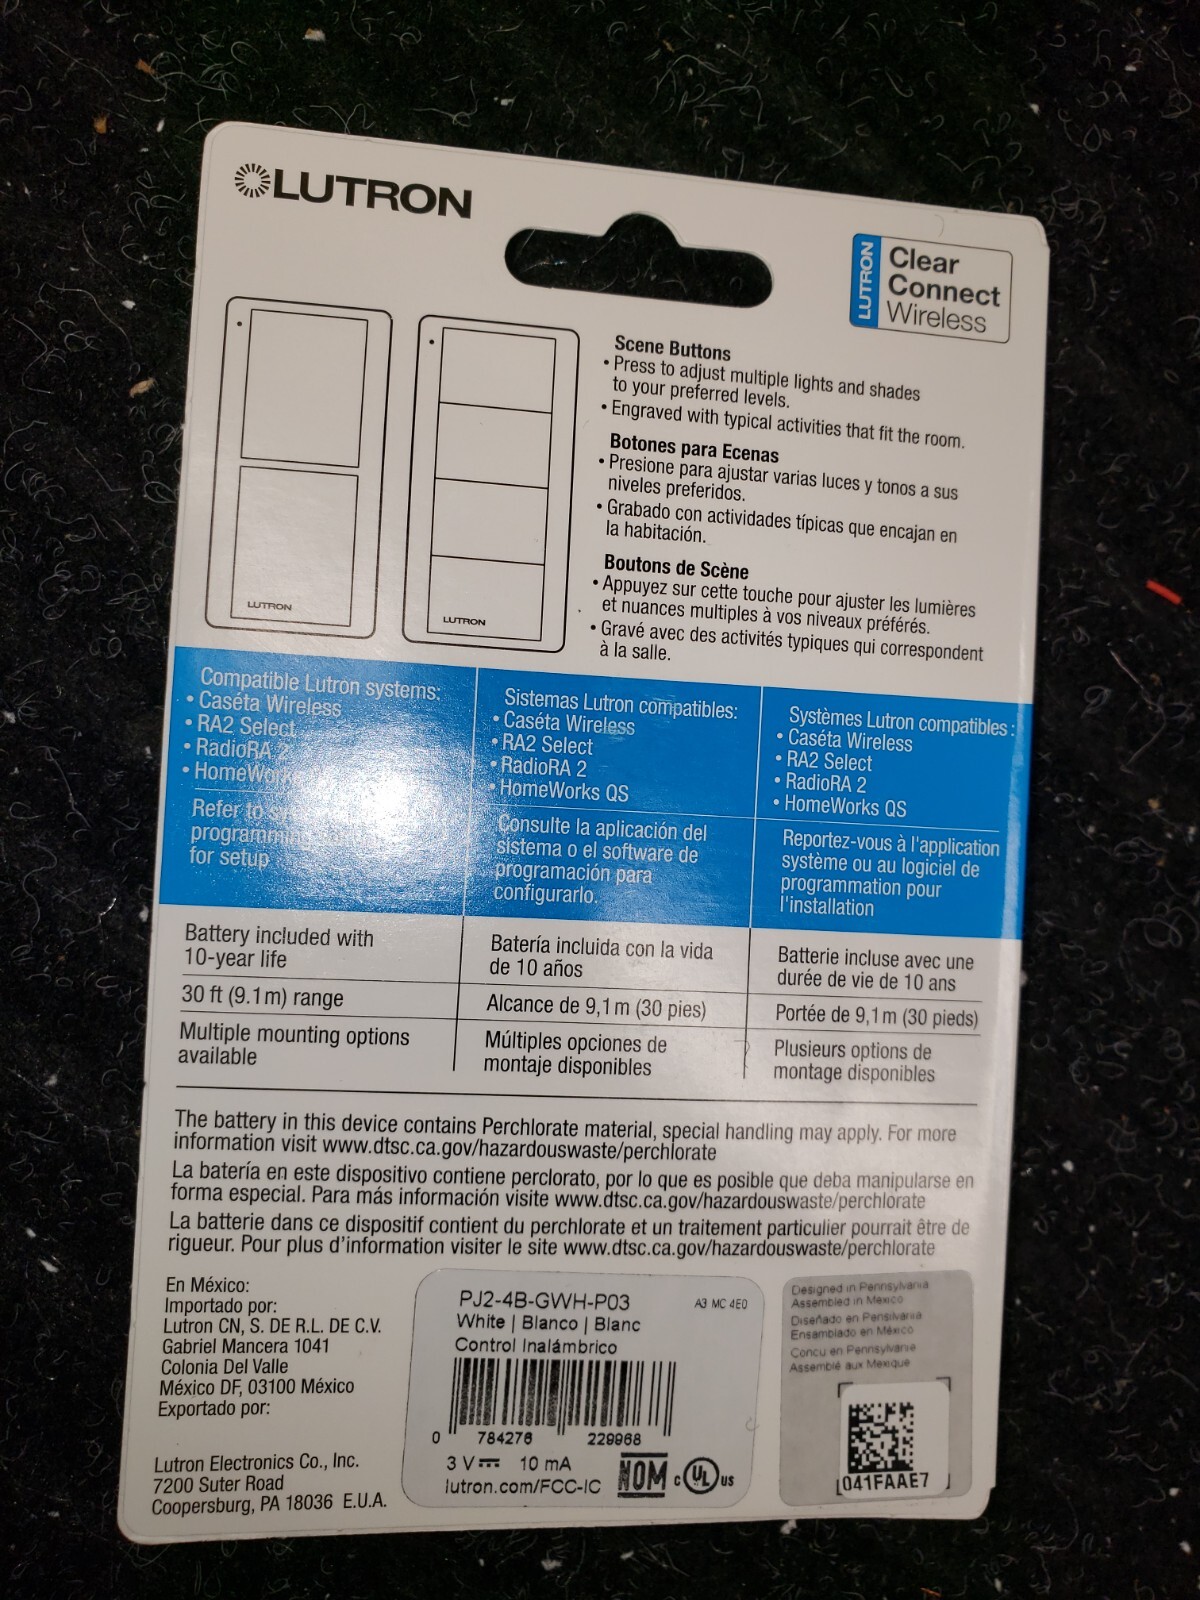 LUTRON
LUTRON
Clear
Connect
Wireless
LUTRON
LUTRON
Scene Buttons
• Press to adjust multiple lights and shades
to your preferred levels.
• Engraved with typical activities that fit the room.
Botones para Ecenas
• Presione para ajustar varias luces y tonos a sus
niveles preferidos.
• Grabado con actividades típicas que encajan en
la habitación.
Boutons de Scène
• Appuyez sur cette touche pour ajuster les lumières
et nuances multiples à vos niveaux préférés.
• Gravé avec des activités typiques qui correspondent
à la salle.
Compatible Lutron systems:
• Caséta Wireless
• RA2 Select
• RadioRA 2
• HomeWorks
Refer to
programming
for setup
Sistemas Lutron compatibles:
• Caséta Wireless
• RA2 Select
• RadioRA 2
• HomeWorks QS
Consulte la aplicación del
sistema o el software de
programación para
configurarlo.
Systèmes Lutron compatibles :
• Caséta Wireless
• RA2 Select
• RadioRA 2
• HomeWorks QS
Reportez-vous à l'application
système ou au logiciel de
programmation pour
l'installation
Battery included with
10-year life
30 ft (9.1 m) range
Multiple mounting options
available
Batería incluida con la vida
de 10 años
Alcance de 9,1 m (30 pies)
Múltiples opciones de
montaje disponibles
Batterie incluse avec une
durée de vie de 10 ans
Portée de 9,1 m (30 pieds)
Plusieurs options de
montage disponibles
The battery in this device contains Perchlorate material, special handling may apply. For more
information visit www.dtsc.ca.gov/hazardouswaste/perchlorate
La batería en este dispositivo contiene perclorato, por lo que es posible que deba manipularse en
forma especial. Para más información visite www.dtsc.ca.gov/hazardouswaste/perchlorate
La batterie dans ce dispositif contient du perchlorate et un traitement particulier pourrait être de
rigueur. Pour plus d'information visiter le site www.dtsc.ca.gov/hazardouswaste/perchlorate
En México:
Importado por:
Lutron CN, S. DE R.L. DE C.V.
Gabriel Mancera 1041
Colonia Del Valle
México DF, 03100 México
Exportado por:
Lutron Electronics Co., Inc.
7200 Suter Road
Coopersburg, PA 18036 E.U.A.
PJ2-4B-GWH-P03
A3 MC 4E0
White | Blanco | Blanc
Control Inalámbrico
0 784276 229968
3 V 10 mA
lutron.com/FCC-IC
NOM
c UL us
Designed in Pennsylvania
Assembled in Mexico
Diseñado en Pensilvania
Ensamblado en México
Concu en Pennsylvanie
Assemblé aux Mexique
041FAAE7